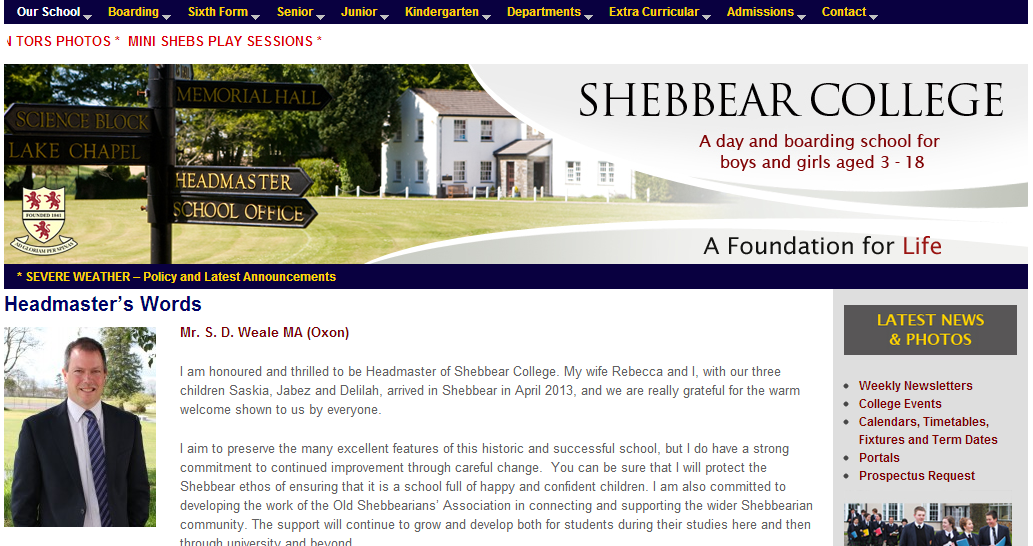 Our School Boarding Sixth Form Senior Junior Kindergarten Departments Extra Curricular Admissions Contact
TORS PHOTOS * MINI SHEBS PLAY SESSIONS *
MEMORIAL HALL
SCIENCE BLOCK
LAKE CHAPEL
HEADMASTER
SCHOOL OFFICE
FOUNDED 1841
AD GLORIAM PER SPINAS
SHEBBEAR COLLEGE
A day and boarding school for
boys and girls aged 3 - 18
A Foundation for Life
* SEVERE WEATHER – Policy and Latest Announcements
Headmaster's Words
Mr. S. D. Weale MA (Oxon)
I am honoured and thrilled to be Headmaster of Shebbear College. My wife Rebecca and I, with our three
children Saskia, Jabez and Delilah, arrived in Shebbear in April 2013, and we are really grateful for the warm
welcome shown to us by everyone.
I aim to preserve the many excellent features of this historic and successful school, but I do have a strong
commitment to continued improvement through careful change. You can be sure that I will protect the
Shebbear ethos of ensuring that it is a school full of happy and confident children. I am also committed to
developing the work of the Old Shebbearians' Association in connecting and supporting the wider Shebbearian
community. The support will continue to grow and develop both for students during their studies here and then
through university and beyond
LATEST NEWS
& PHOTOS
Weekly Newsletters
College Events
Calendars, Timetables,
Fixtures and Term Dates
Portals
Prospectus Request